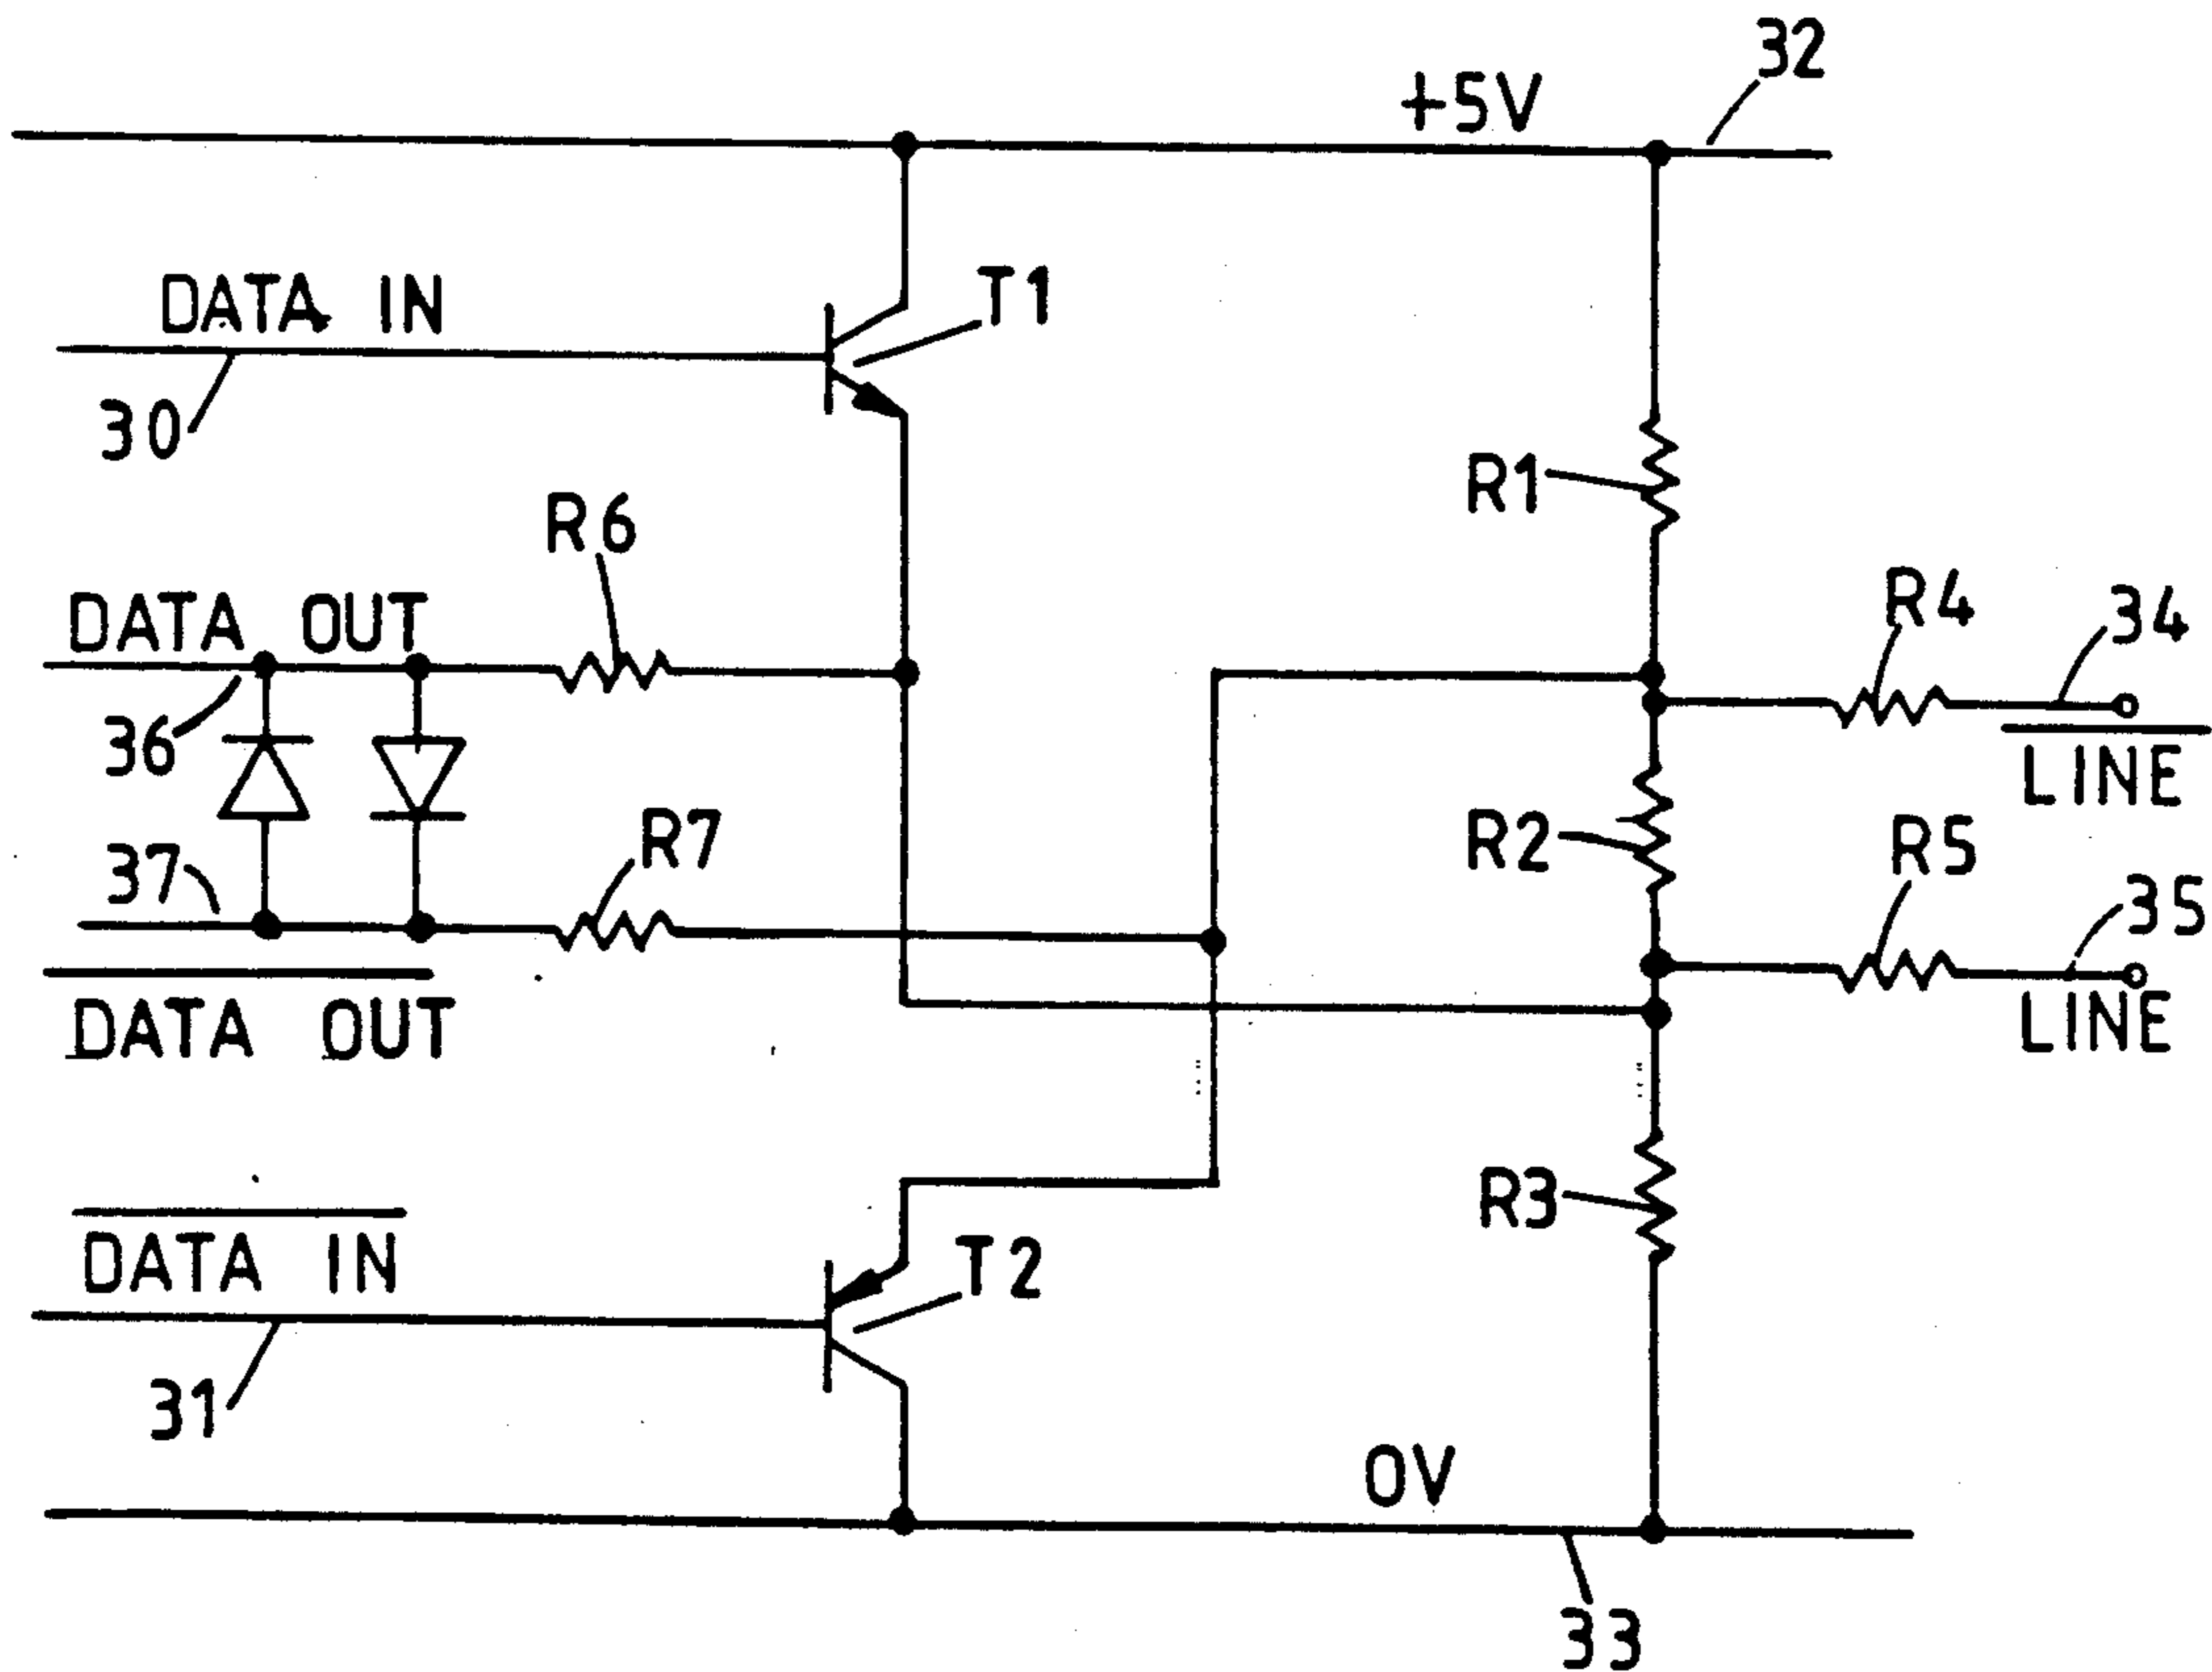 32
+5V
DATA IN
T1
30
R6
R1
DATA OUT
R4
34
36
LINE
R7
R2
R5
37
35
DATA OUT
LINE
R3
DATA IN
T2
31
0V
33